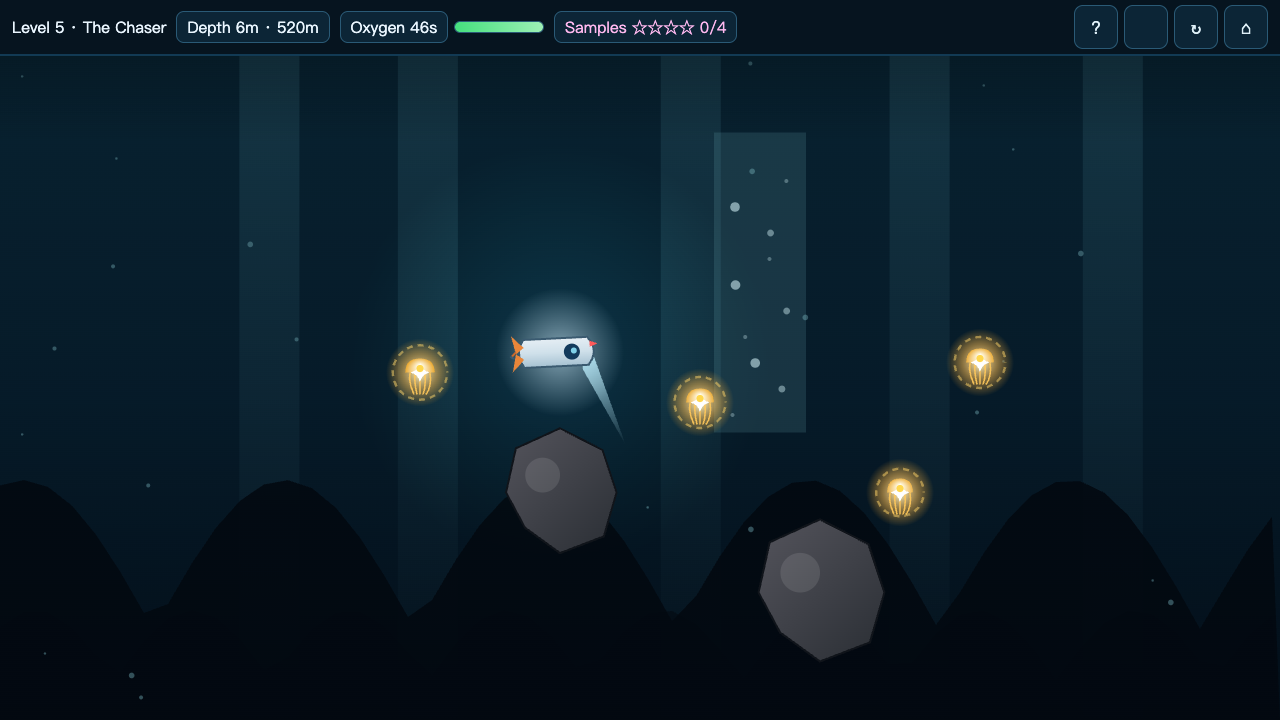 Level 5 · The Chaser Depth 6m · 520m Oxygen 46s Samples ☆☆☆☆ 0/4 ? ↻ ⌂